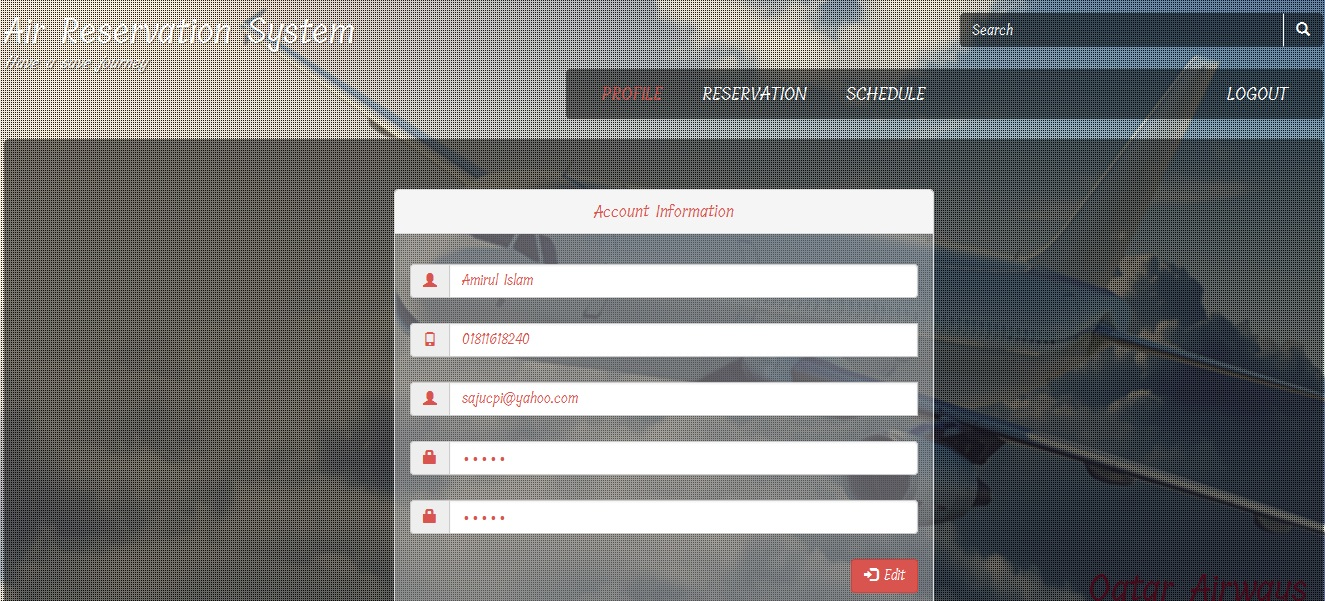 Air Reservation System
Have a save journey
Search
PROFILE RESERVATION SCHEDULE LOGOUT
Account Information
Amirul Islam
01811618240
sajucpi@yahoo.com
•••••
•••••
Edit
Qatar Airways